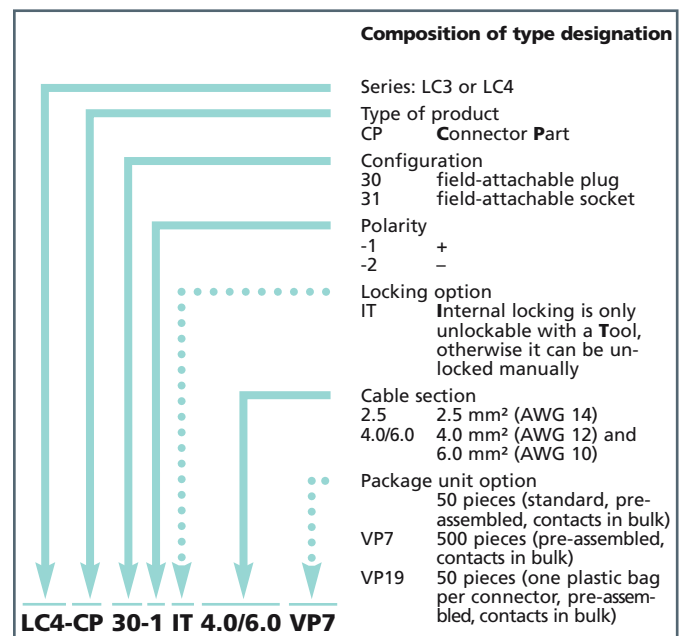 Composition of type designation
Series: LC3 or LC4
Type of product
CP Connector Part
Configuration
30 field-attachable plug
31 field-attachable socket
Polarity
-1 +
-2 –
Locking option
IT Internal locking is only
unlockable with a Tool,
otherwise it can be un-
locked manually
Cable section
2.5 2.5 mm² (AWG 14)
4.0/6.0 4.0 mm² (AWG 12) and
6.0 mm² (AWG 10)
Package unit option
50 pieces (standard, pre-
assembled, contacts in bulk)
VP7 500 pieces (pre-assembled,
contacts in bulk)
VP19 50 pieces (one plastic bag
per connector, pre-assem-
bled, contacts in bulk)
LC4-CP 30-1 IT 4.0/6.0 VP7